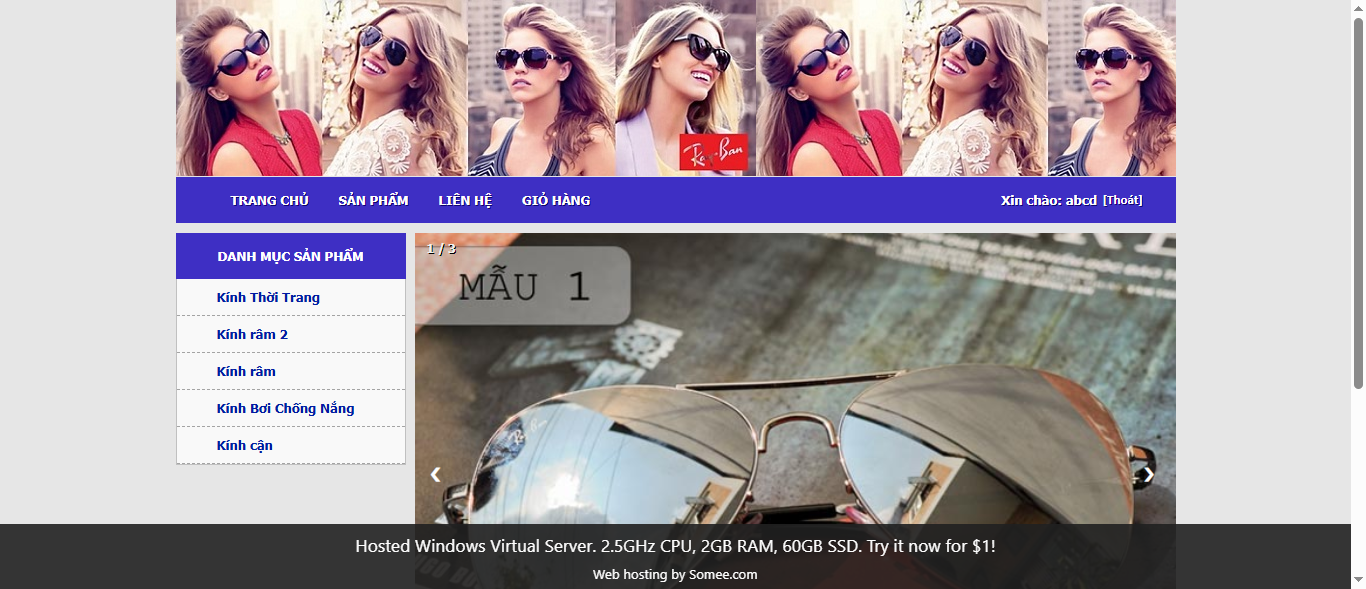 Ray-Ban
TRANG CHỦ SẢN PHẨM LIÊN HỆ GIỎ HÀNG Xin chào: abcd [Thoát]
DANH MỤC SẢN PHẨM
Kính Thời Trang
Kính râm 2
Kính râm
Kính Bơi Chống Nắng
Kính cận
1 / 3
MẪU 1
❮ ❯
Hosted Windows Virtual Server. 2.5GHz CPU, 2GB RAM, 60GB SSD. Try it now for $1!
Web hosting by Somee.com